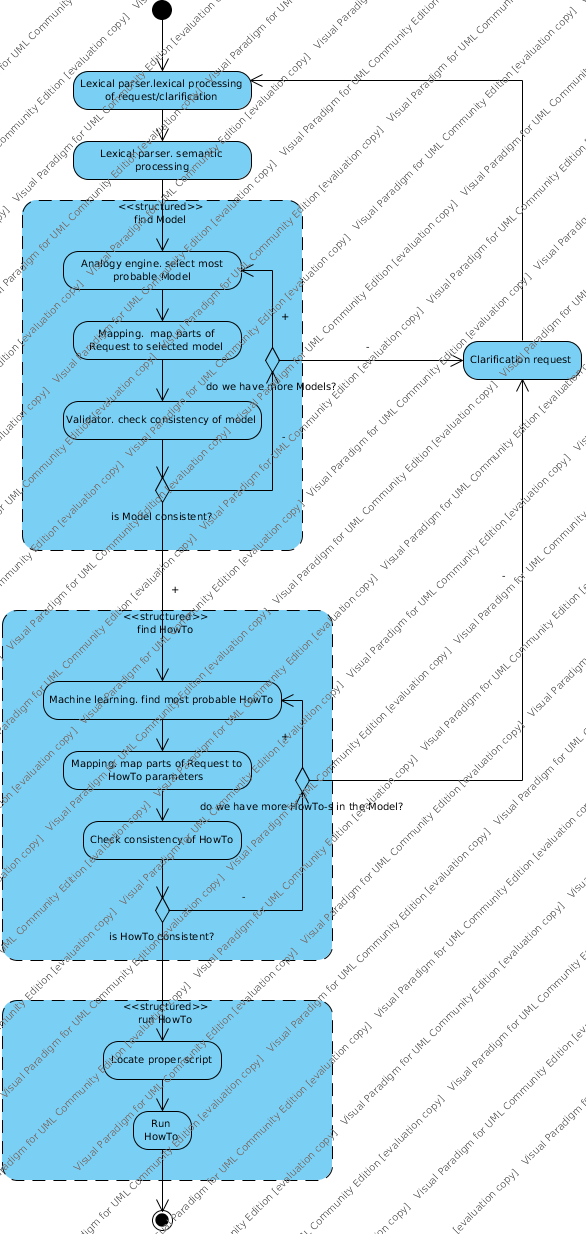 Lexical parser.lexical processing
of request/clarification
Lexical parser. semantic
processing
<<structured>>
find Model
Analogy engine. select most
probable Model
+
Mapping.  map parts of
Request to selected model
-
Clarification request
do we have more Models?
Validator. check consistency of model
-
is Model consistent?
+
-
<<structured>>
find HowTo
Machine learning. find most probable HowTo
+
Mapping. map parts of Request to
HowTo parameters
do we have more HowTo-s in the Model?
Check consistency of HowTo
-
is HowTo consistent?
<<structured>>
run HowTo
Locate proper script
Run
HowTo
Visual Paradigm for UML Community Edition [evaluation copy]